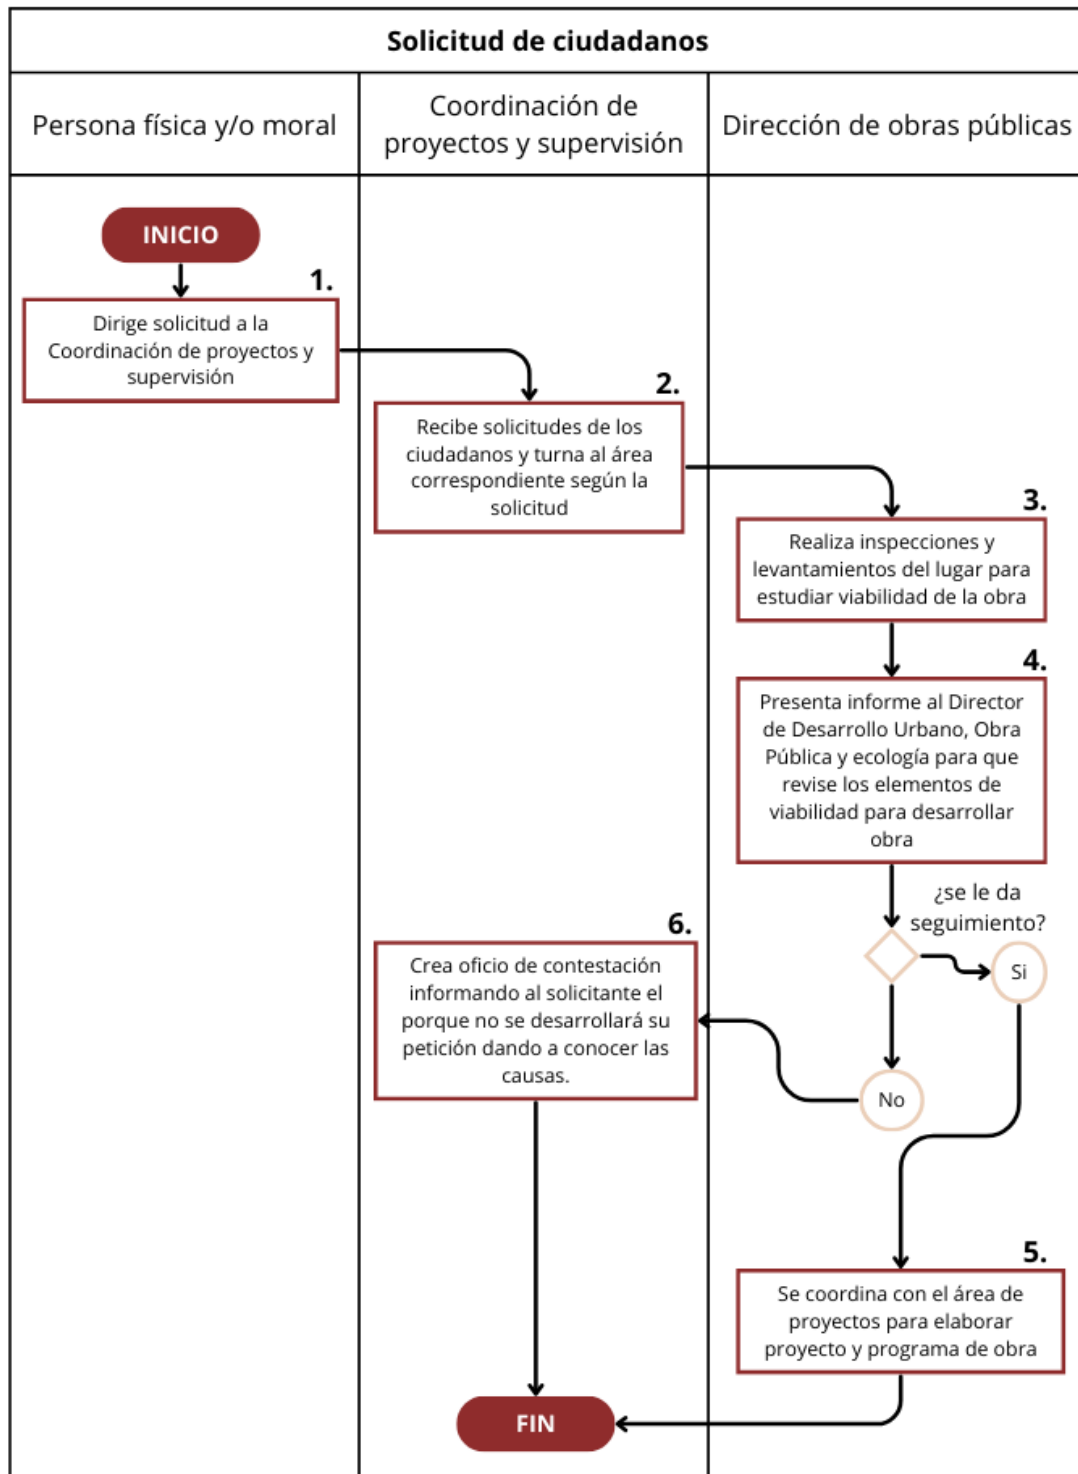 Solicitud de ciudadanos
Persona física y/o moral
Coordinación de
proyectos y supervisión
Dirección de obras públicas
INICIO
1.
Dirige solicitud a la
Coordinación de proyectos y
supervisión
2.
Recibe solicitudes de los
ciudadanos y turna al área
correspondiente según la
solicitud
3.
Realiza inspecciones y
levantamientos del lugar para
estudiar viabilidad de la obra
4.
Presenta informe al Director
de Desarrollo Urbano, Obra
Pública y ecología para que
revise los elementos de
viabilidad para desarrollar
obra
¿se le da
seguimiento?
Si
No
6.
Crea oficio de contestación
informando al solicitante el
porque no se desarrollará su
petición dando a conocer las
causas.
5.
Se coordina con el área de
proyectos para elaborar
proyecto y programa de obra
FIN